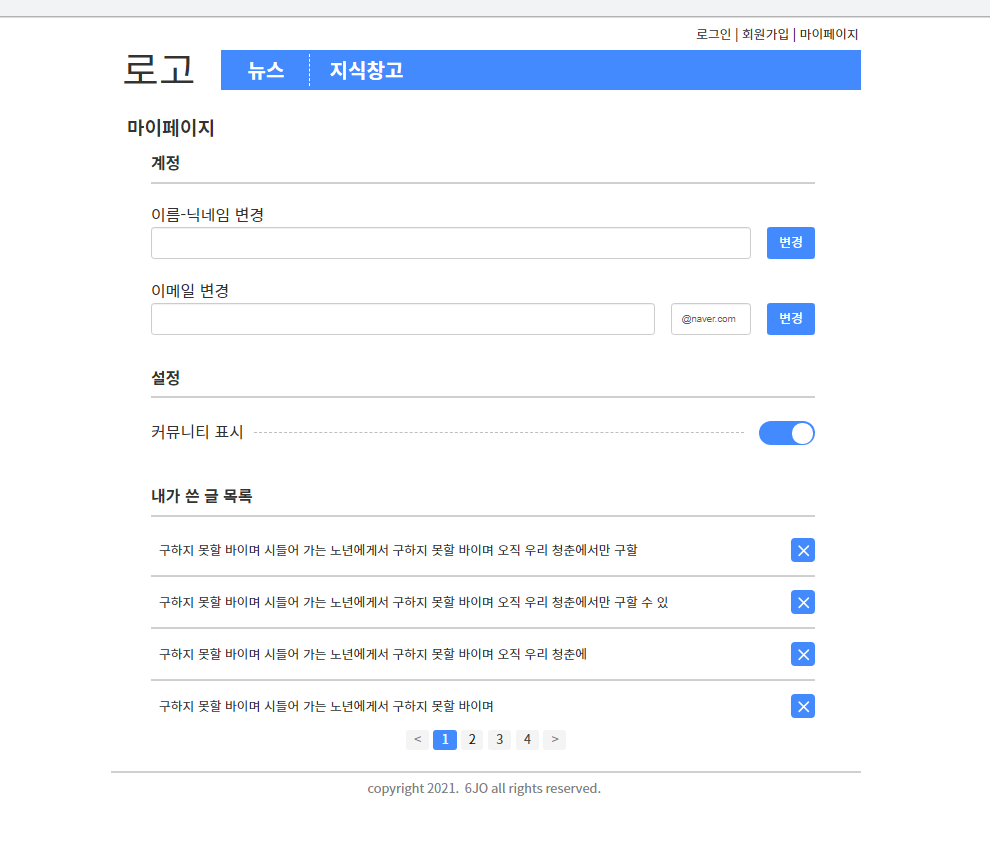 로그인 | 회원가입 | 마이페이지
로고
뉴스 지식창고
마이페이지
계정
이름-닉네임 변경
변경
이메일 변경
@naver.com 변경
설정
커뮤니티 표시
내가 쓴 글 목록
구하지 못할 바이며 시들어 가는 노년에게서 구하지 못할 바이며 오직 우리 청춘에서만 구할
구하지 못할 바이며 시들어 가는 노년에게서 구하지 못할 바이며 오직 우리 청춘에서만 구할 수 있
구하지 못할 바이며 시들어 가는 노년에게서 구하지 못할 바이며 오직 우리 청춘에
구하지 못할 바이며 시들어 가는 노년에게서 구하지 못할 바이며
< 1 2 3 4 >
copyright 2021. 6JO all rights reserved.